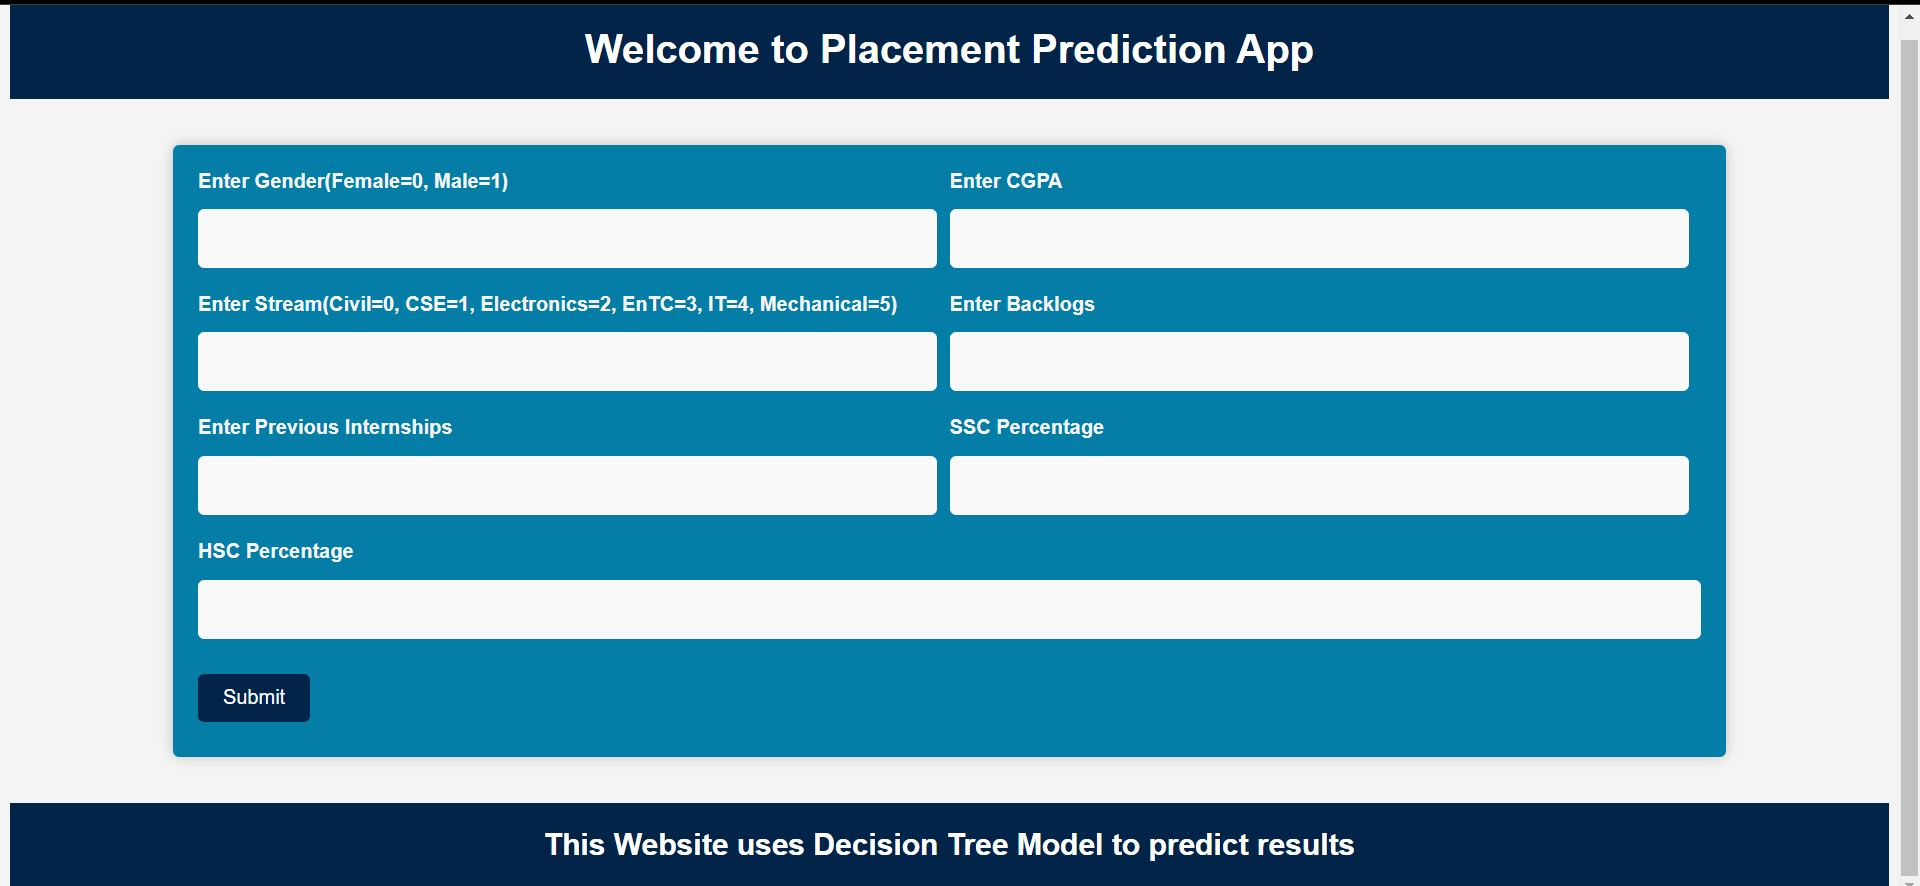 Welcome to Placement Prediction App
Enter Gender(Female=0, Male=1)
Enter CGPA
Enter Stream(Civil=0, CSE=1, Electronics=2, EnTC=3, IT=4, Mechanical=5)
Enter Backlogs
Enter Previous Internships
SSC Percentage
HSC Percentage
Submit
This Website uses Decision Tree Model to predict results